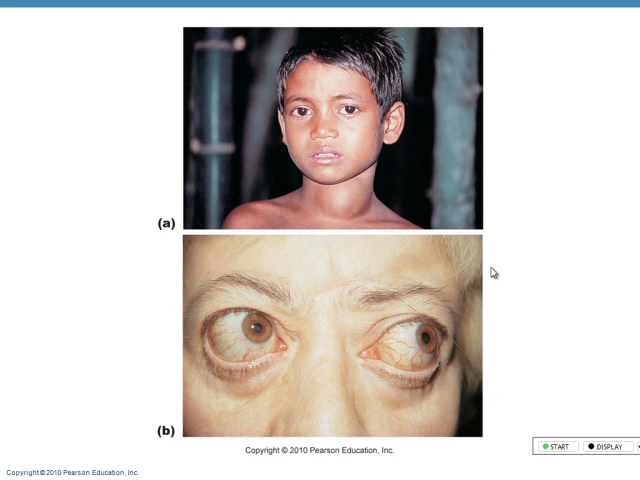 (a)
(b)
Copyright © 2010 Pearson Education, Inc.
START
DISPLAY
Copyright © 2010 Pearson Education, Inc.